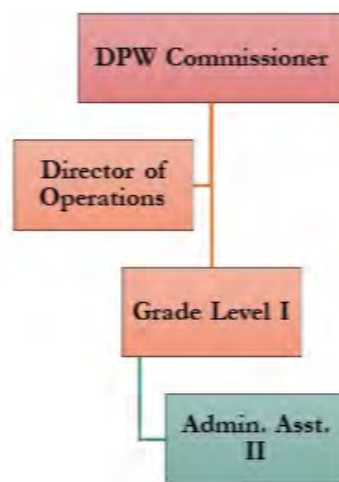 DPW Commissioner
Director of
Operations
Grade Level I
Admin. Asst.
II